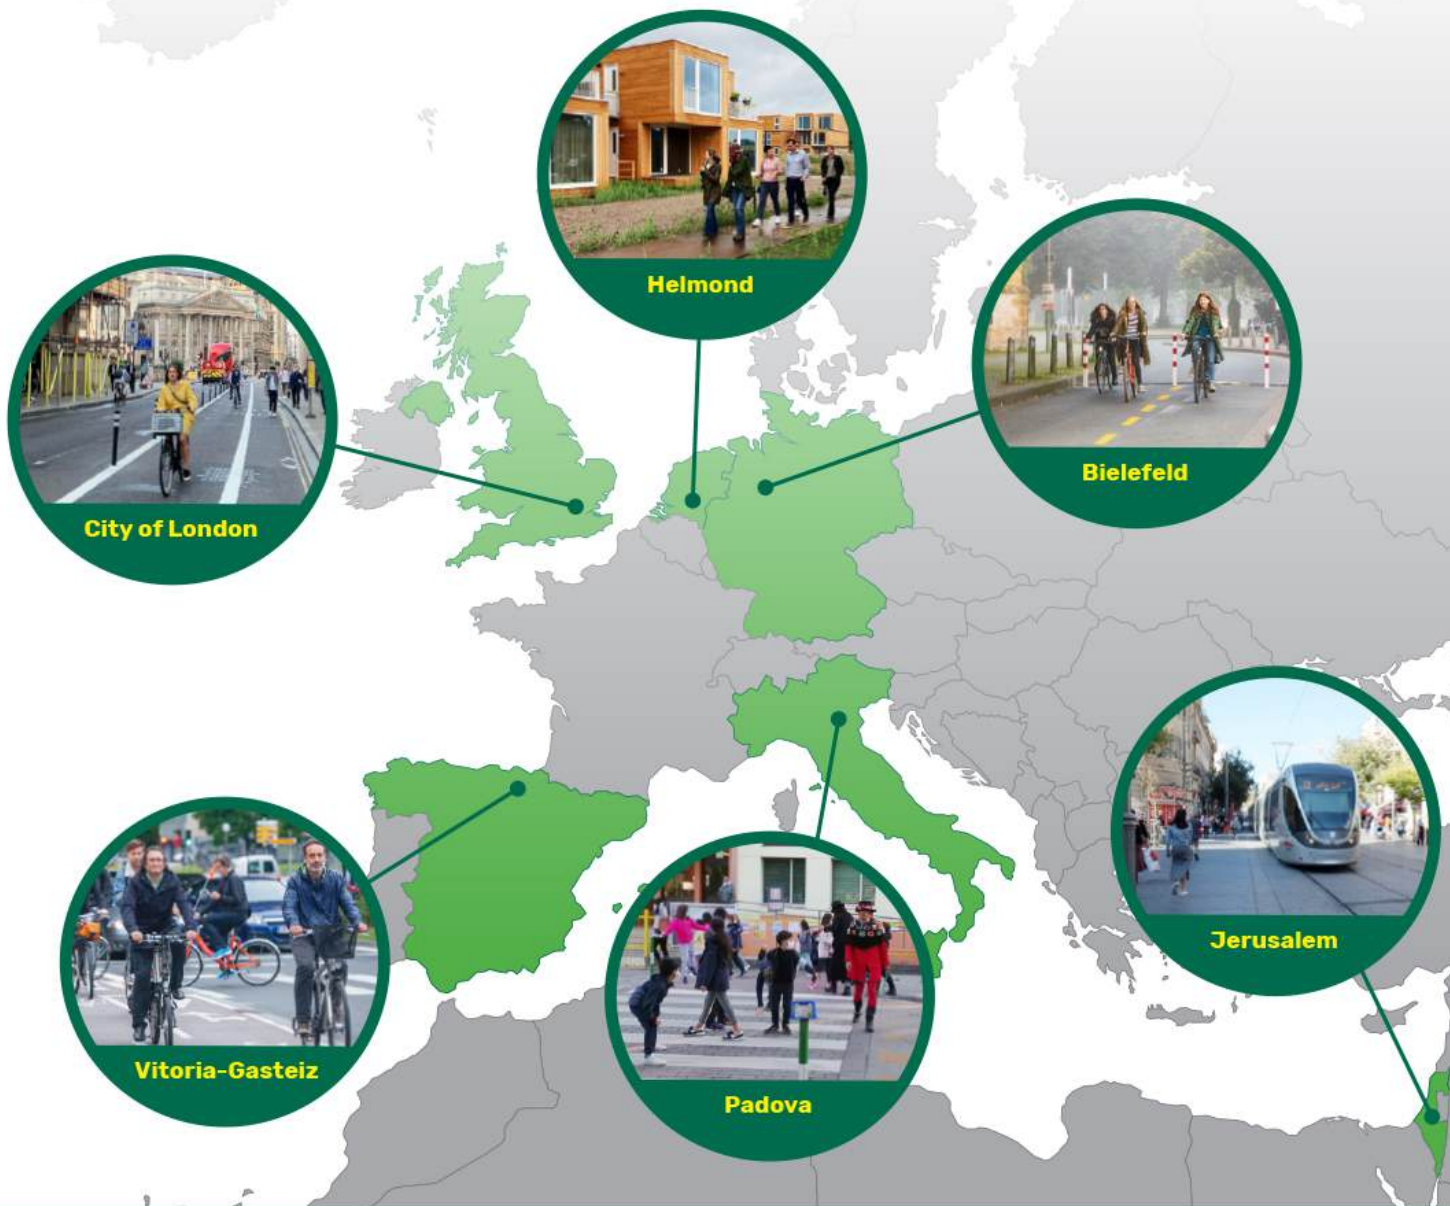 Helmond
City of London
Bielefeld
Jerusalem
Vitoria-Gasteiz
Padova